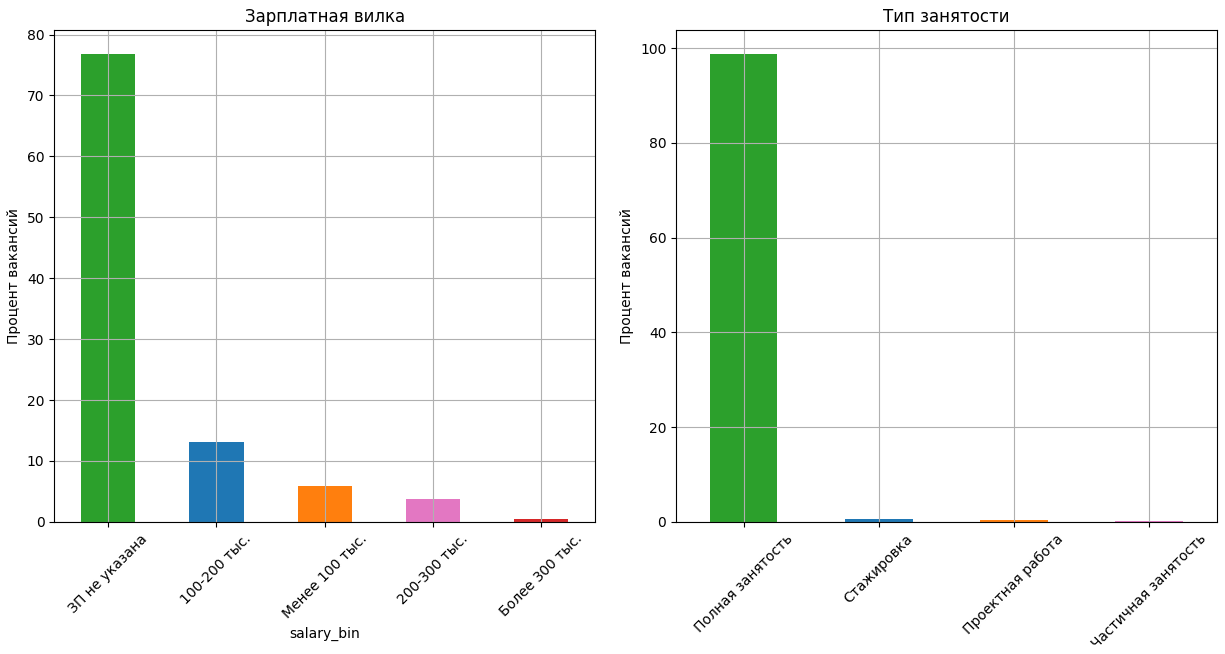 Зарплатная вилка
Процент вакансий
80
70
60
50
40
30
20
10
0
ЗП не указана
100-200 тыс.
Менее 100 тыс.
200-300 тыс.
Более 300 тыс.
salary_bin
Тип занятости
Процент вакансий
100
80
60
40
20
0
Полная занятость
Стажировка
Проектная работа
Частичная занятость